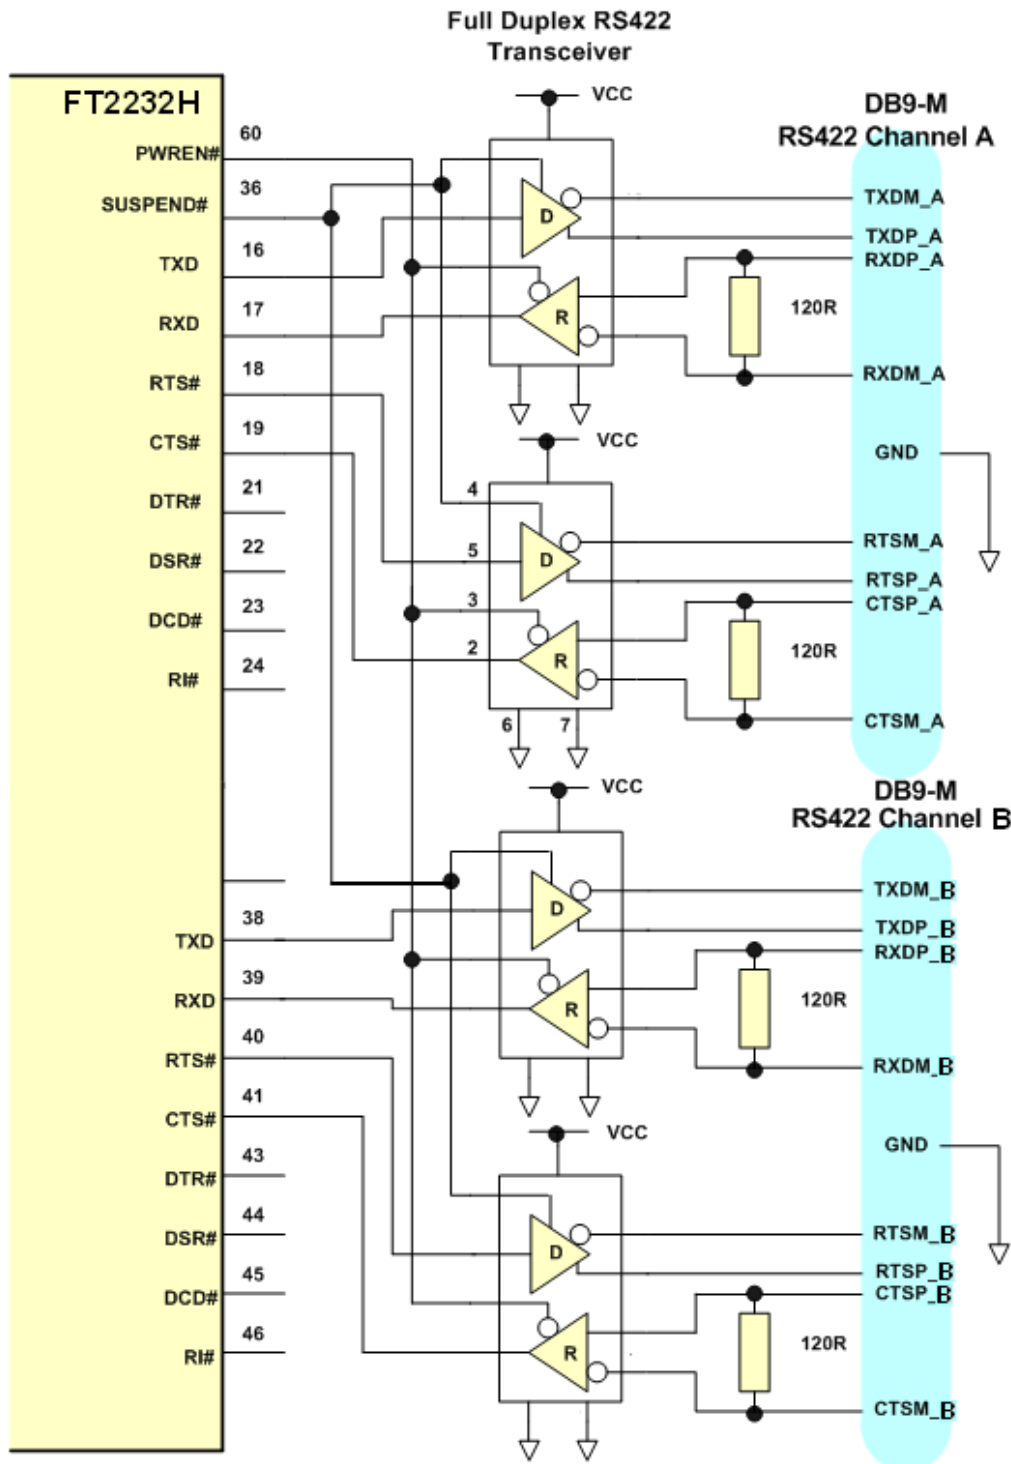 Full Duplex RS422
Transceiver
FT2232H
VCC
DB9-M
RS422 Channel A
60
PWREN#
36
SUSPEND#
16
TXD
17
RXD
18
RTS#
19
CTS#
21
DTR#
22
DSR#
23
DCD#
24
RI#
D
R
TXDM_A
TXDP_A
RXDP_A
120R
RXDM_A
VCC
GND
4
5
3
2
6
7
D
R
RTSM_A
RTSP_A
CTSP_A
120R
CTSM_A
DB9-M
RS422 Channel B
VCC
38
TXD
39
RXD
40
RTS#
41
CTS#
43
DTR#
44
DSR#
45
DCD#
46
RI#
D
R
TXDM_B
TXDP_B
RXDP_B
120R
RXDM_B
VCC
GND
D
R
RTSM_B
RTSP_B
CTSP_B
120R
CTSM_B